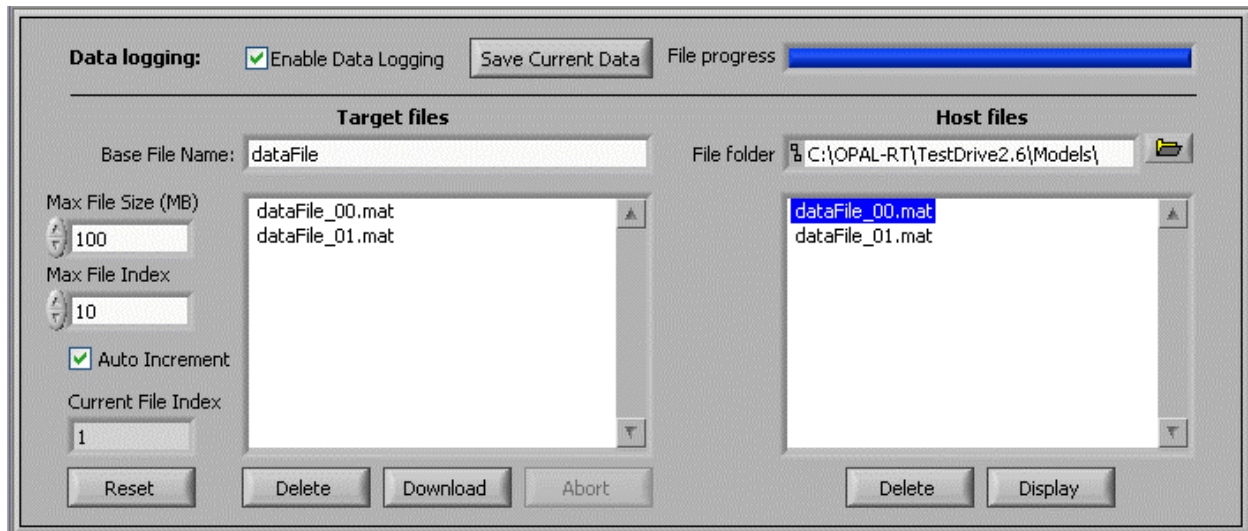 Data logging: Enable Data Logging Save Current Data File progress
Target files
Host files
Base File Name: dataFile
File folder C:\OPAL-RT\TestDrive2.6\Models\
Max File Size (MB)
100
Max File Index
10
Auto Increment
Current File Index
1
Reset
dataFile_00.mat
dataFile_01.mat
Delete Download Abort
dataFile_00.mat
dataFile_01.mat
Delete Display